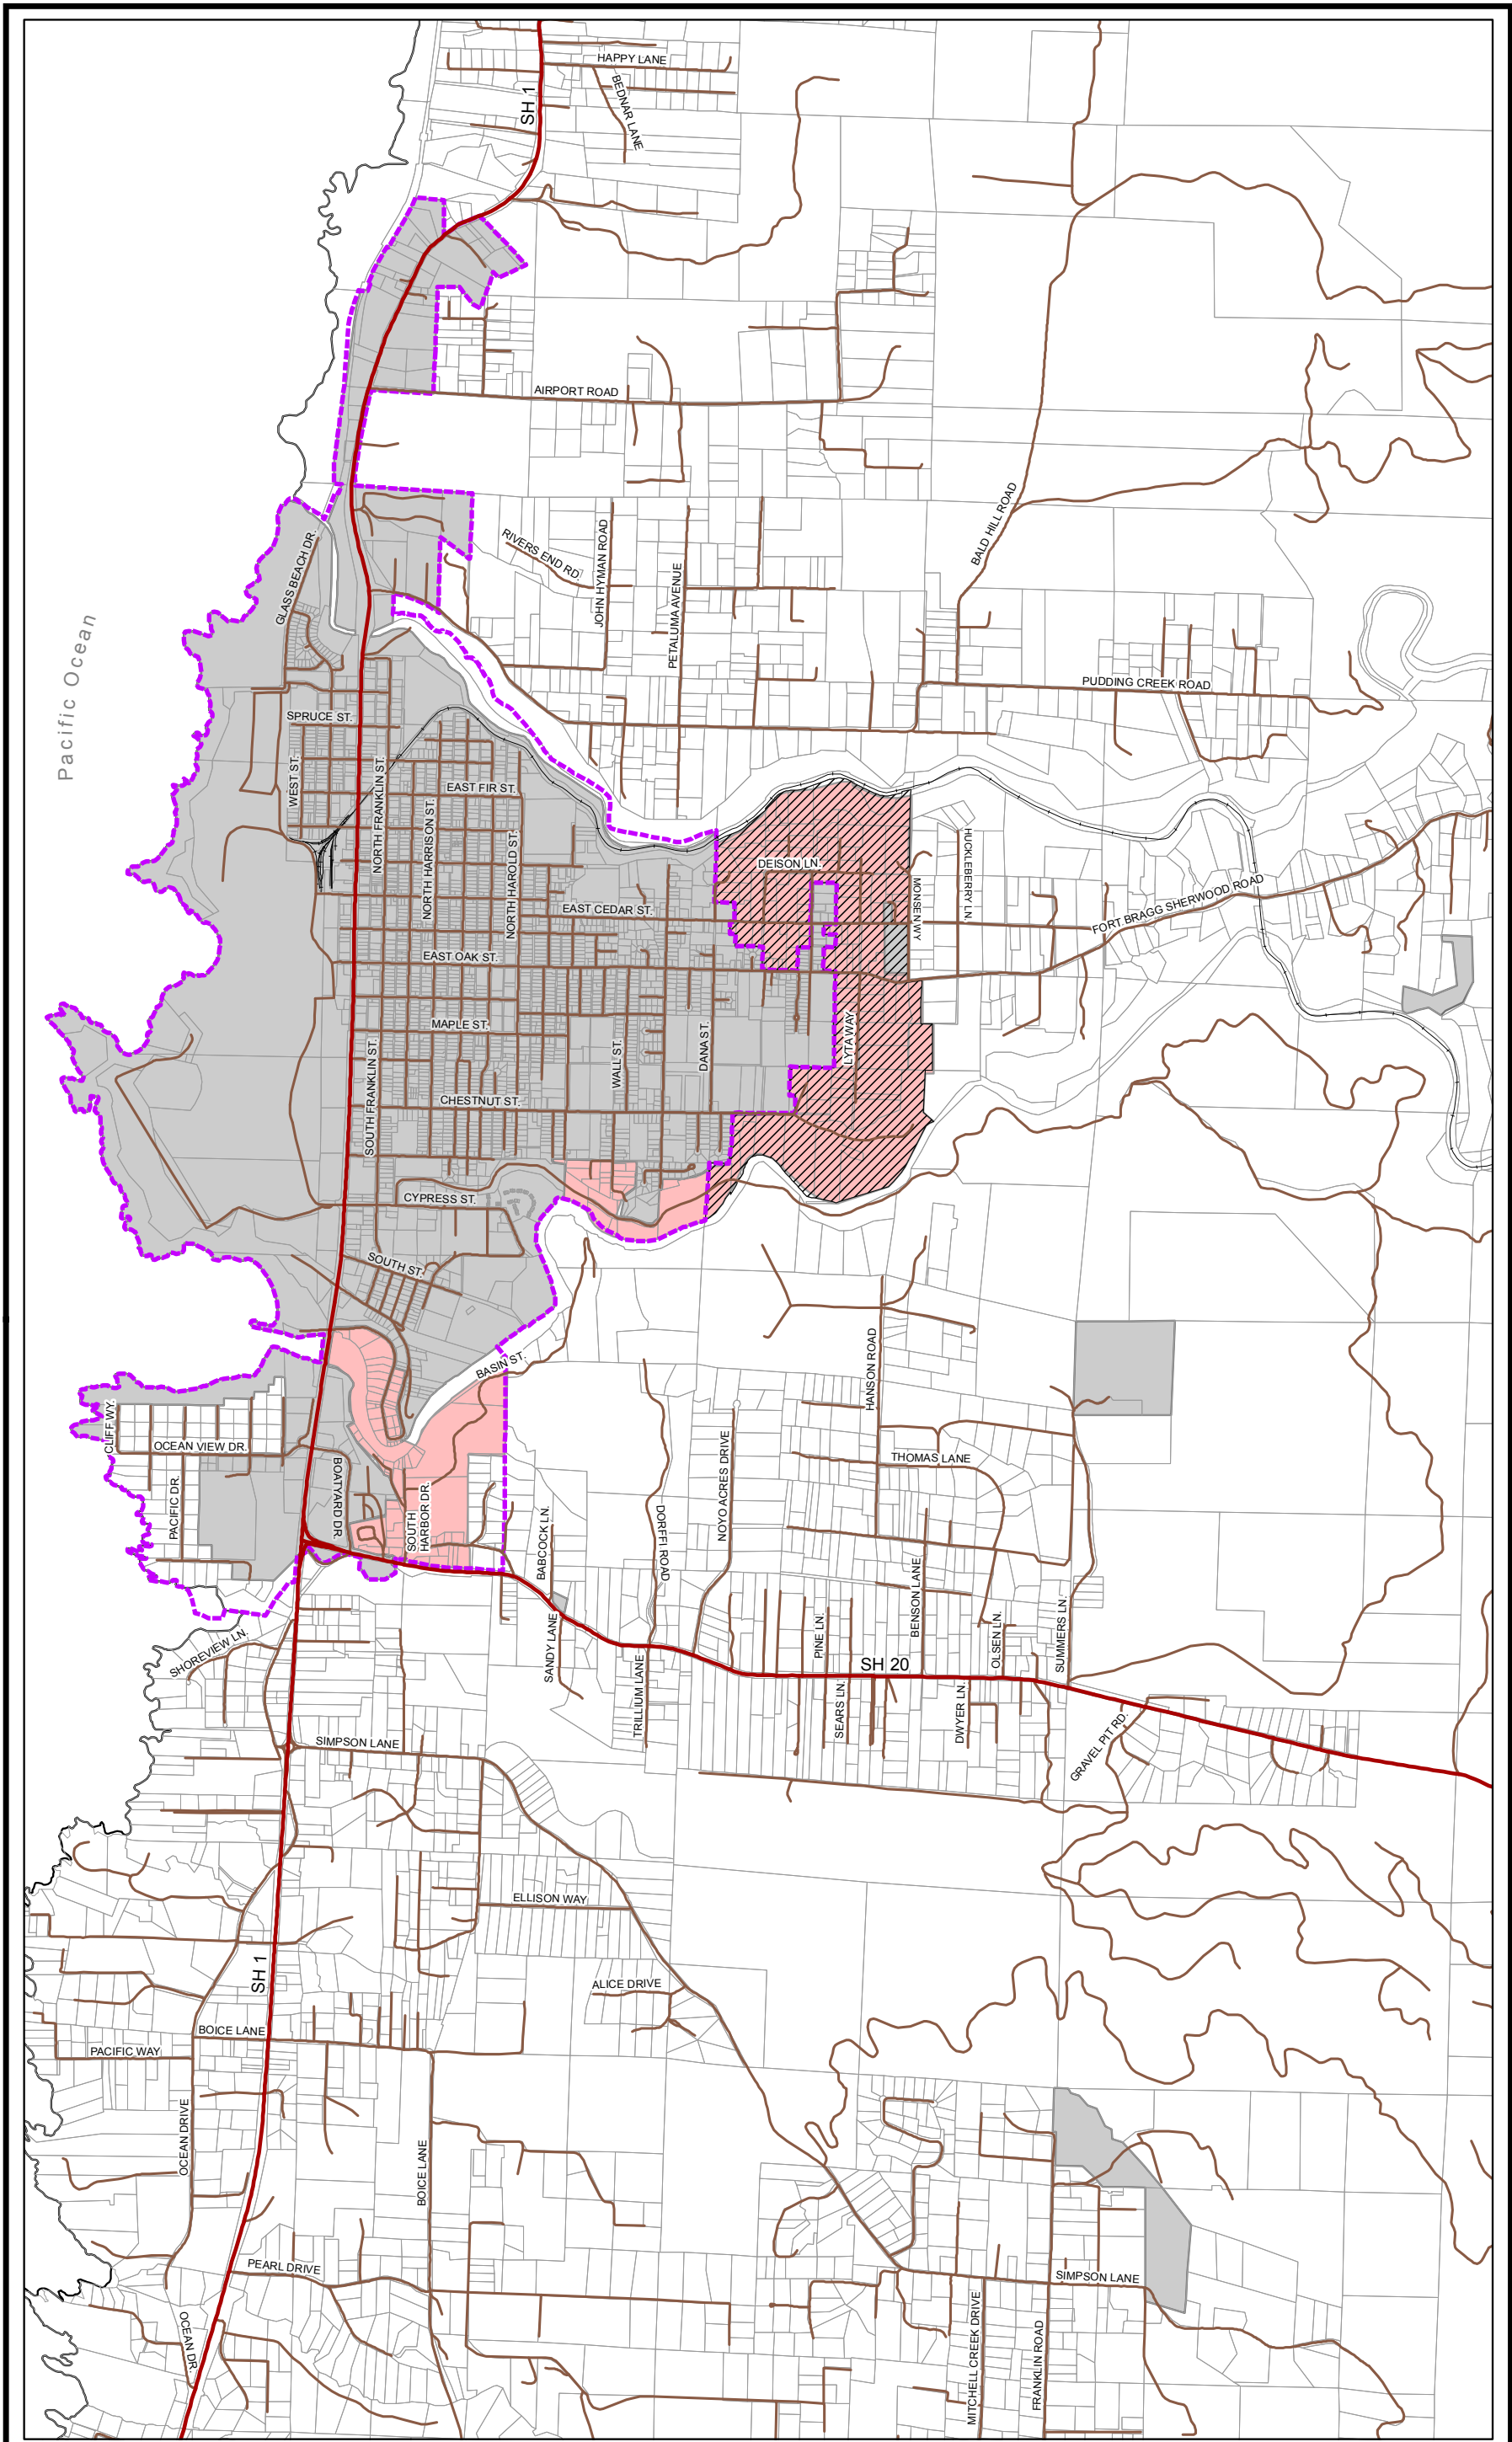 HAPPY LANE
BEDNAR LANE
SH 1
AIRPORT ROAD
RIVERS END RD.
JOHN HYMAN ROAD
PETALUMA AVENUE
BALD HILL ROAD
GLASS BEACH DR.
Pacific Ocean
PUDDING CREEK ROAD
SPRUCE ST.
WEST ST.
NORTH FRANKLIN ST.
EAST FIR ST.
NORTH HARRISON ST.
NORTH HAROLD ST.
DEISON LN.
MONSEN WY
HUCKLEBERRY LN.
FORT BRAGG SHERWOOD ROAD
EAST CEDAR ST.
EAST OAK ST.
MAPLE ST.
SOUTH FRANKLIN ST.
WALL ST.
DANA ST.
LYTA WAY
CHESTNUT ST.
CYPRESS ST.
SOUTH ST.
BASIN ST.
HANSON ROAD
CLIFF WY.
OCEAN VIEW DR.
PACIFIC DR.
BOATYARD DR.
SOUTH
HARBOR DR.
BABCOCK LN.
DORFFI ROAD
NOYO ACRES DRIVE
THOMAS LANE
BENSON LANE
PINE LN.
OLSEN LN.
SUMMERS LN.
SANDY LANE
TRILLIUM LANE
SH 20
SEARS LN.
DWYER LN.
GRAVEL PIT RD.
SHOREVIEW LN.
SIMPSON LANE
ELLISON WAY
SH 1
ALICE DRIVE
BOICE LANE
PACIFIC WAY
OCEAN DRIVE
BOICE LANE
PEARL DRIVE
SIMPSON LANE
OCEAN DR.
MITCHELL CREEK DRIVE
FRANKLIN ROAD